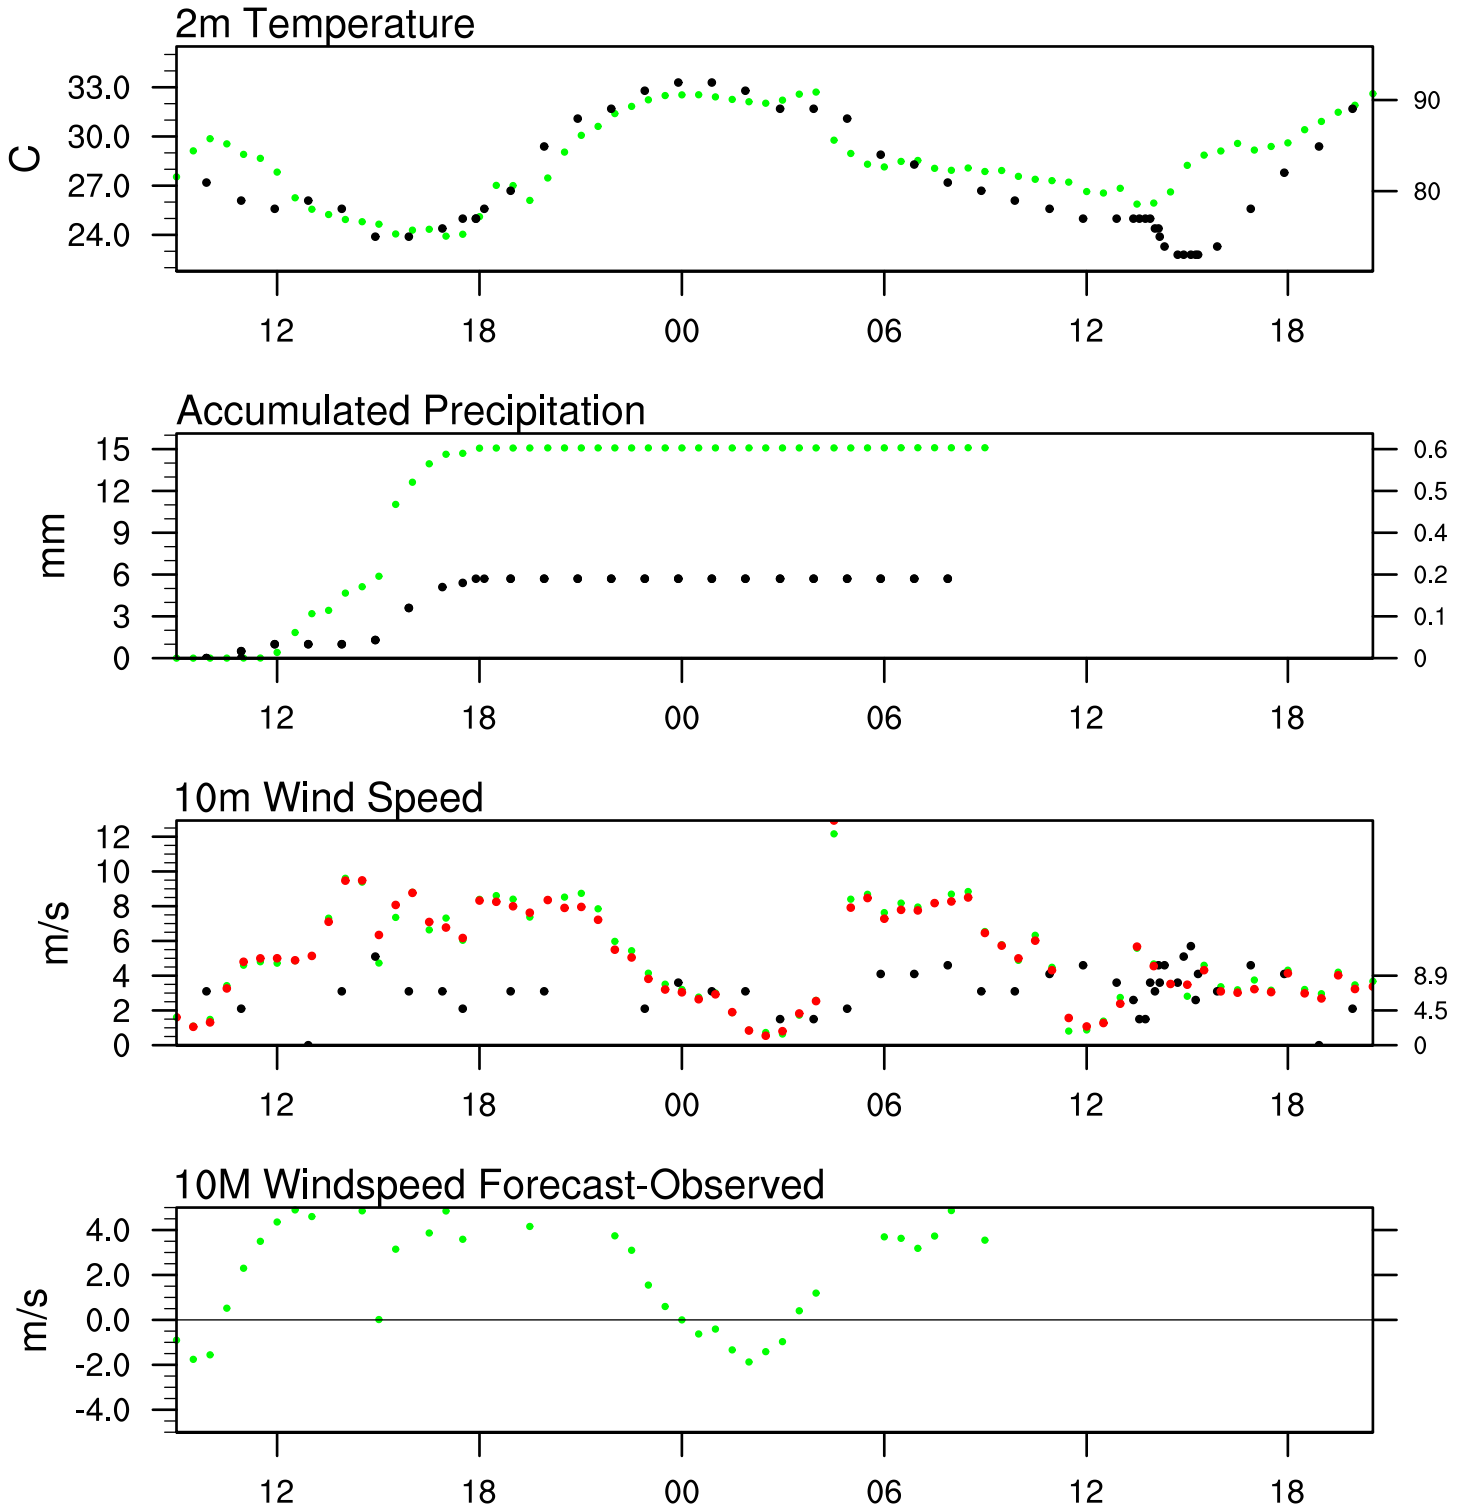 2m Temperature
33.0
30.0
27.0
24.0
C
90
80
12 18 00 06 12 18
Accumulated Precipitation
15
12
9
6
3
0
mm
0.6
0.5
0.4
0.2
0.1
0
12 18 00 06 12 18
10m Wind Speed
12
10
8
6
4
2
0
m/s
8.9
4.5
0
12 18 00 06 12 18
10M Windspeed Forecast-Observed
4.0
2.0
0.0
-2.0
-4.0
m/s
12 18 00 06 12 18